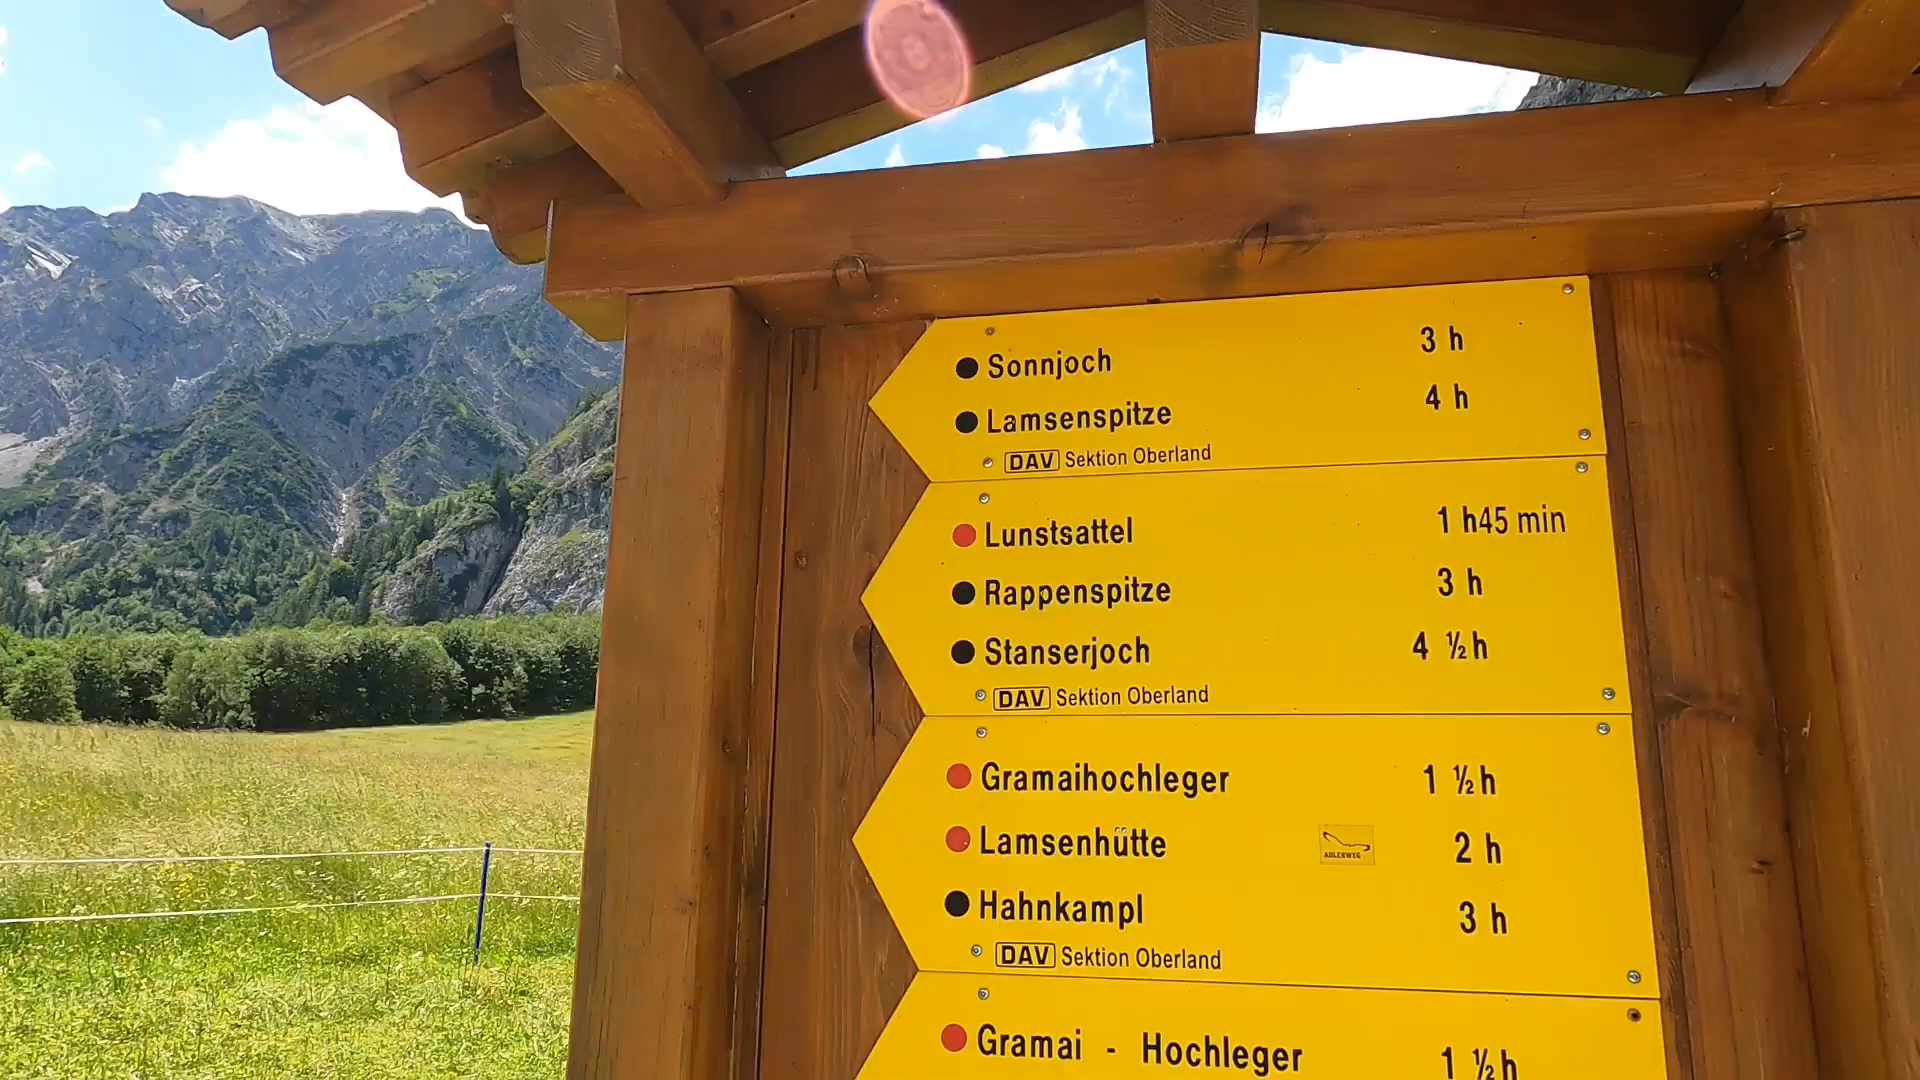 Sonnjoch 3 h
Lamsenspitze 4 h
DAV Sektion Oberland
Lunstsattel 1 h45 min
Rappenspitze 3 h
Stanserjoch 4 ½ h
DAV Sektion Oberland
Gramaihochleger 1 ½ h
Lamsenhütte ADLERWEG 2 h
Hahnkampl 3 h
DAV Sektion Oberland
Gramai - Hochleger 1 ½ h